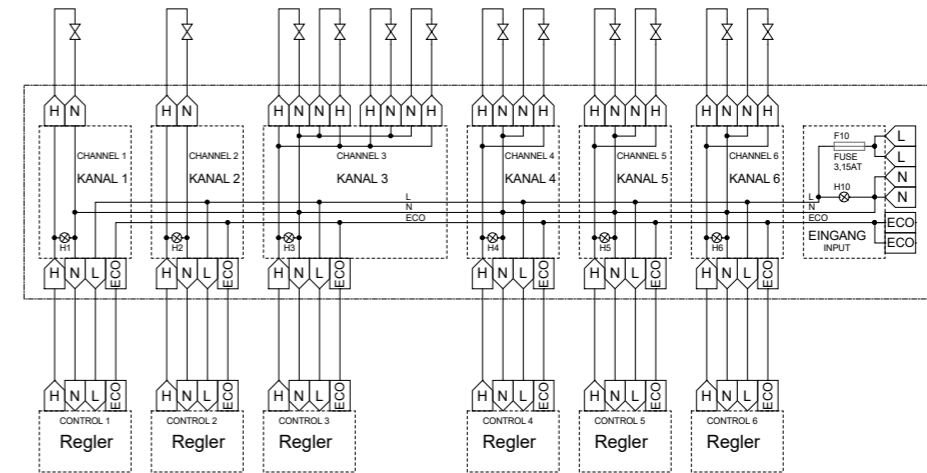 H N H N H N N H H N N H H N N H H N N H H N N H
CHANNEL 1 CHANNEL 2 CHANNEL 3 CHANNEL 4 CHANNEL 5 CHANNEL 6
KANAL 1 KANAL 2 KANAL 3 KANAL 4 KANAL 5 KANAL 6
F10
FUSE
3,15AT
L
L
H10
N
N
L L
N N
ECO ECO
ECO
ECO
EINGANG
INPUT
H1 H2 H3 H4 H5 H6
H N L ECO H N L ECO H N L ECO H N L ECO H N L ECO H N L ECO
H N L ECO H N L ECO H N L ECO H N L ECO H N L ECO H N L ECO
CONTROL 1 CONTROL 2 CONTROL 3 CONTROL 4 CONTROL 5 CONTROL 6
Regler Regler Regler Regler Regler Regler